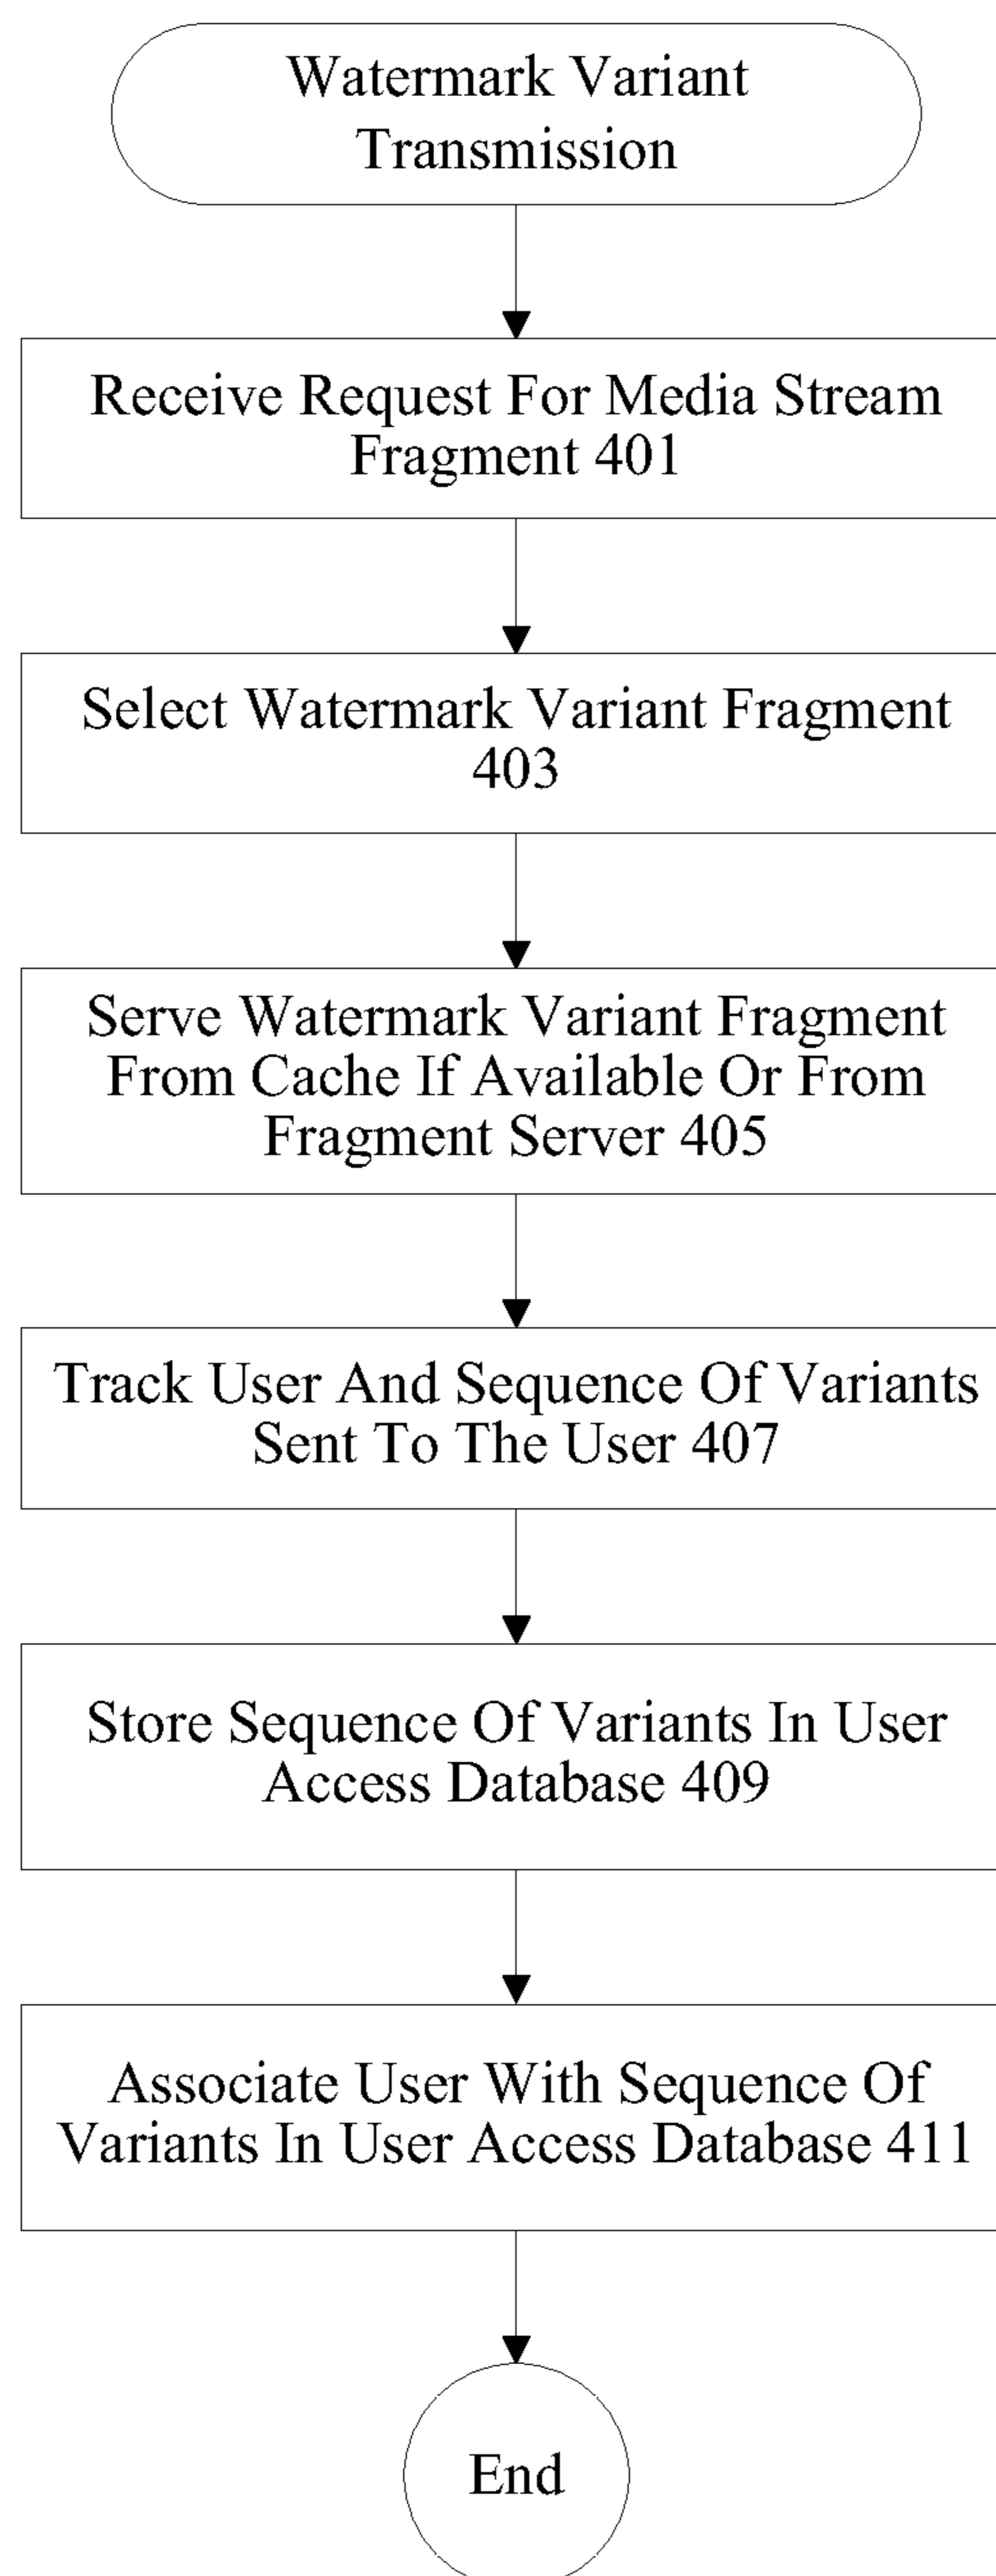 Watermark Variant
Transmission
Receive Request For Media Stream
Fragment 401
Select Watermark Variant Fragment
403
Serve Watermark Variant Fragment
From Cache If Available Or From
Fragment Server 405
Track User And Sequence Of Variants
Sent To The User 407
Store Sequence Of Variants In User
Access Database 409
Associate User With Sequence Of
Variants In User Access Database 411
End